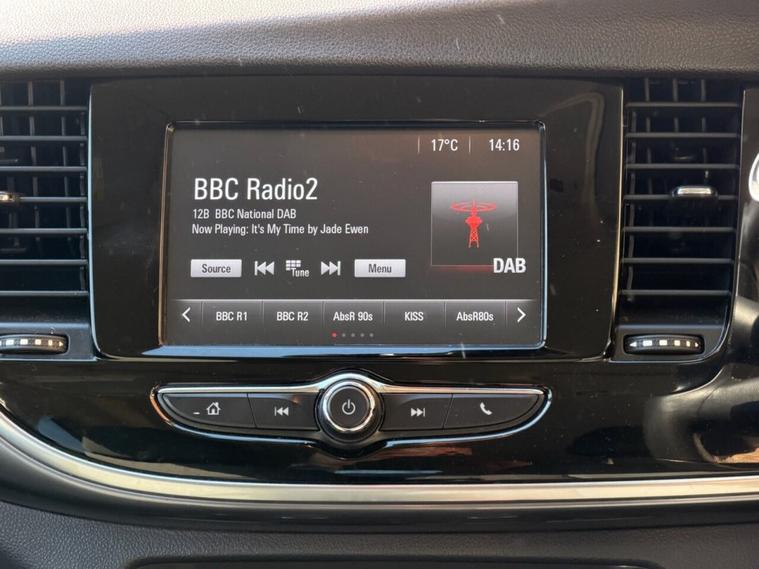 17°C 14:16
BBC Radio2
12B BBC National DAB
Now Playing: It's My Time by Jade Ewen
DAB
Source Tune Menu
BBC R1 BBC R2 AbsR 90s KISS AbsR80s